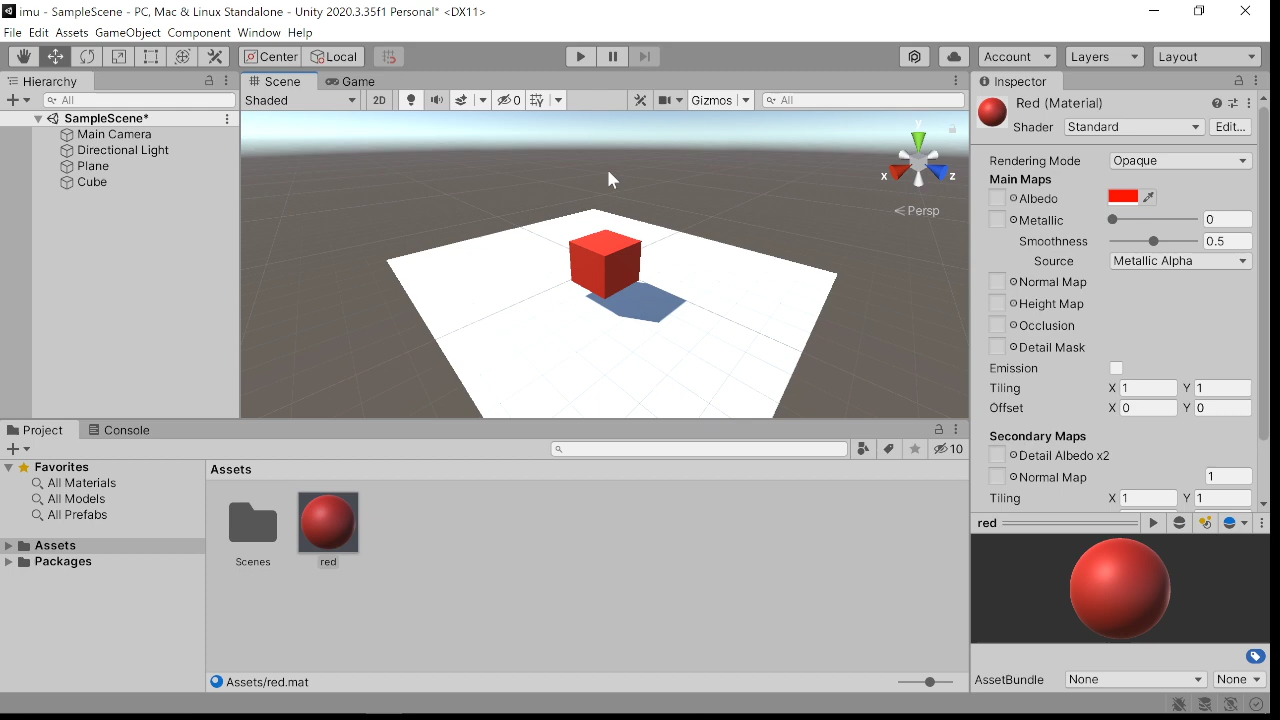 imu - SampleScene - PC, Mac & Linux Standalone - Unity 2020.3.35f1 Personal* <DX11>
File Edit Assets GameObject Component Window Help
Center Local Account Layers Layout
Hierarchy
All
SampleScene*
Main Camera
Directional Light
Plane
Cube
Scene Game
Shaded 2D 0 Gizmos All
y
x z
Persp
Inspector
Red (Material)
Shader Standard Edit...
Rendering Mode Opaque
Main Maps
Albedo
Metallic 0
Smoothness 0.5
Source Metallic Alpha
Normal Map
Height Map
Occlusion
Detail Mask
Emission
Tiling X 1 Y 1
Offset X 0 Y 0
Secondary Maps
Detail Albedo x2
Normal Map 1
Tiling X 1 Y 1
Project Console
10
Favorites
All Materials
All Models
All Prefabs
Assets
Packages
Assets
Scenes
red
Assets/red.mat
red
AssetBundle None None